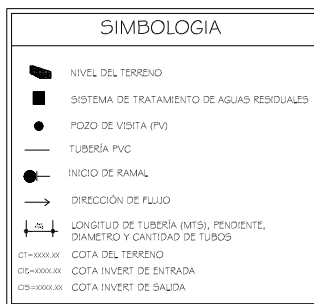 SIMBOLOGIA
NIVEL DEL TERRENO
SISTEMA DE TRATAMIENTO DE AGUAS RESIDUALES
POZO DE VISITA (PV)
TUBERÍA PVC
INICIO DE RAMAL
DIRECCIÓN DE FLUJO
LONGITUD DE TUBERÍA (MTS), PENDIENTE,
DIAMETRO Y CANTIDAD DE TUBOS
CT=XXXX.XX COTA DEL TERRENO
CIE=XXXX.XX COTA INVERT DE ENTRADA
CIS=XXXX.XX COTA INVERT DE SALIDA